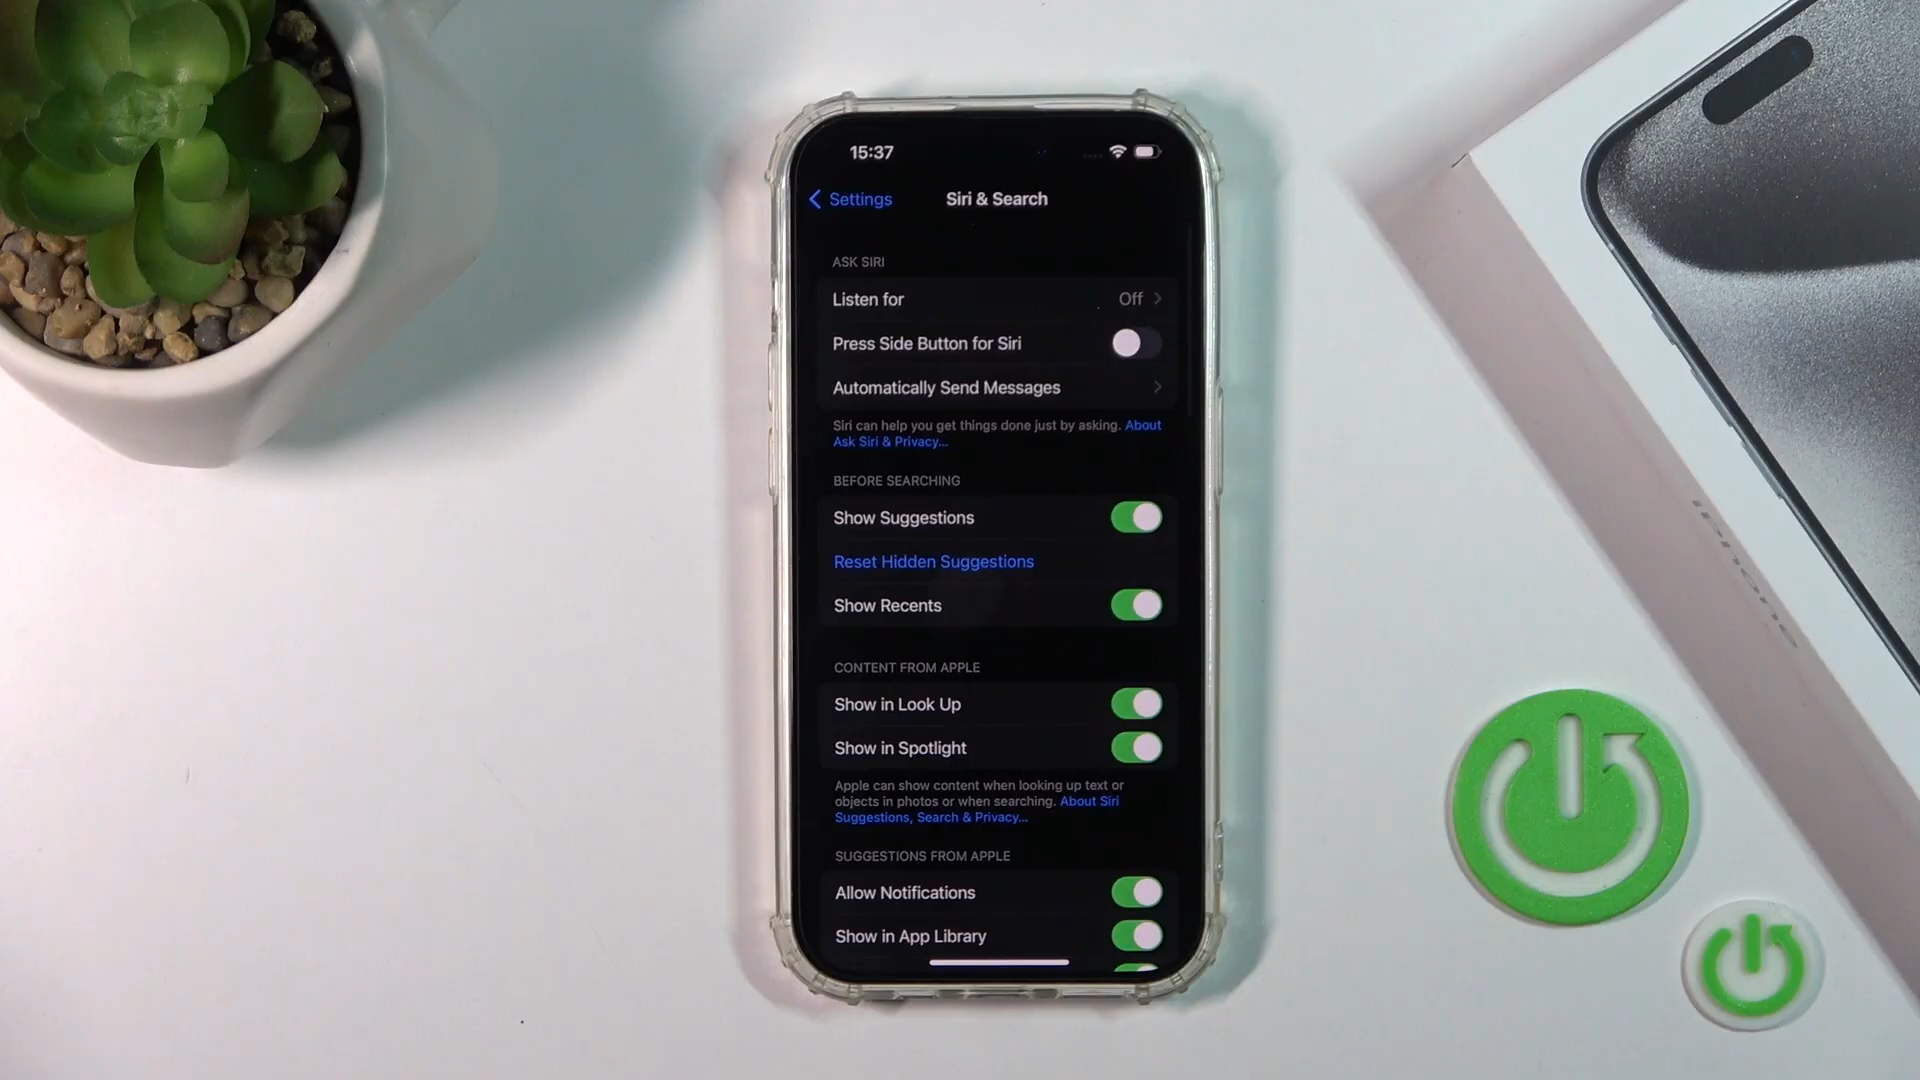 15:37
Settings
Siri & Search
ASK SIRI
Listen for
Off
Press Side Button for Siri
Automatically Send Messages
Siri can help you get things done just by asking. About
Ask Siri & Privacy...
BEFORE SEARCHING
Show Suggestions
Reset Hidden Suggestions
Show Recents
CONTENT FROM APPLE
Show in Look Up
Show in Spotlight
Apple can show content when looking up text or
objects in photos or when searching. About Siri
Suggestions, Search & Privacy...
SUGGESTIONS FROM APPLE
Allow Notifications
Show in App Library
iPhone